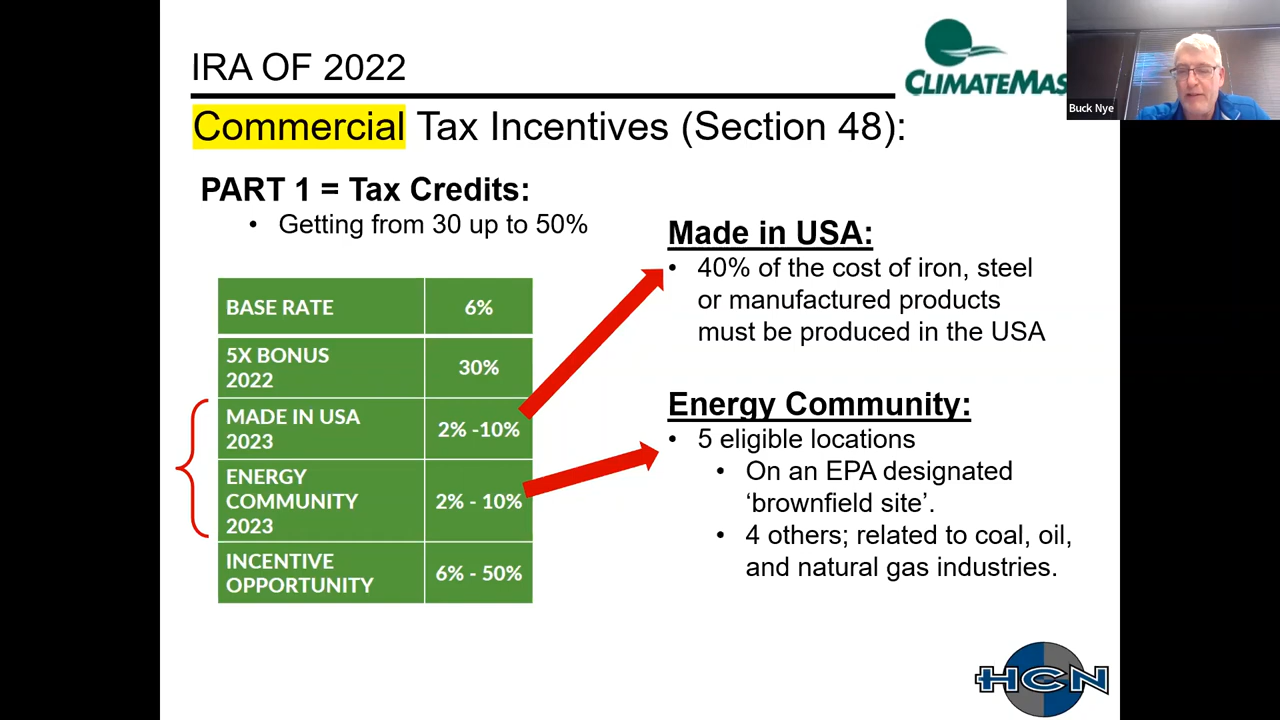 IRA OF 2022
CLIMATEMAS
Buck Nye
Commercial Tax Incentives (Section 48):
PART 1 = Tax Credits:
• Getting from 30 up to 50%
BASE RATE 6%
5X BONUS
2022
30%
MADE IN USA
2023
2% -10%
ENERGY
COMMUNITY
2023
2% - 10%
INCENTIVE
OPPORTUNITY
6% - 50%
Made in USA:
• 40% of the cost of iron, steel
or manufactured products
must be produced in the USA
Energy Community:
• 5 eligible locations
• On an EPA designated
‘brownfield site’.
• 4 others; related to coal, oil,
and natural gas industries.
HCN